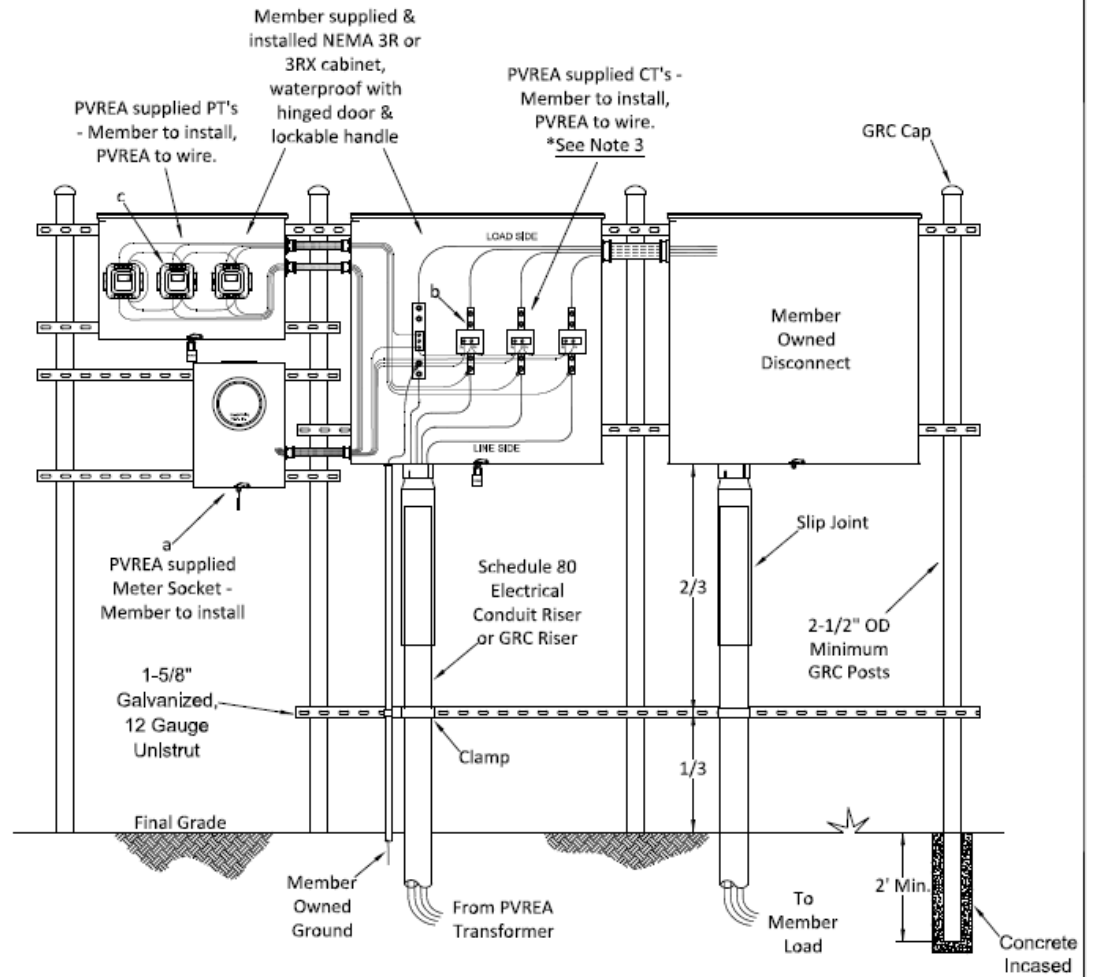 Member supplied &
installed NEMA 3R or
3RX cabinet,
waterproof with
hinged door &
lockable handle
PVREA supplied PT's
- Member to install,
PVREA to wire.
PVREA supplied CT's -
Member to install,
PVREA to wire.
*See Note 3
GRC Cap
c
LOAD SIDE
b
Member
Owned
Disconnect
LINE SIDE
a
PVREA supplied
Meter Socket -
Member to install
Schedule 80
Electrical
Conduit Riser
or GRC Riser
Slip Joint
2/3
2-1/2" OD
Minimum
GRC Posts
1-5/8"
Galvanized,
12 Gauge
Unistrut
Clamp
1/3
Final Grade
2' Min.
Member
Owned
Ground
From PVREA
Transformer
To
Member
Load
Concrete
Incased